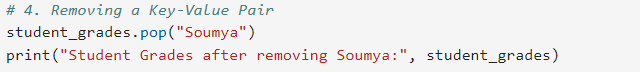 # 4. Removing a Key-Value Pair
student_grades.pop("Soumya")
print("Student Grades after removing Soumya:", student_grades)